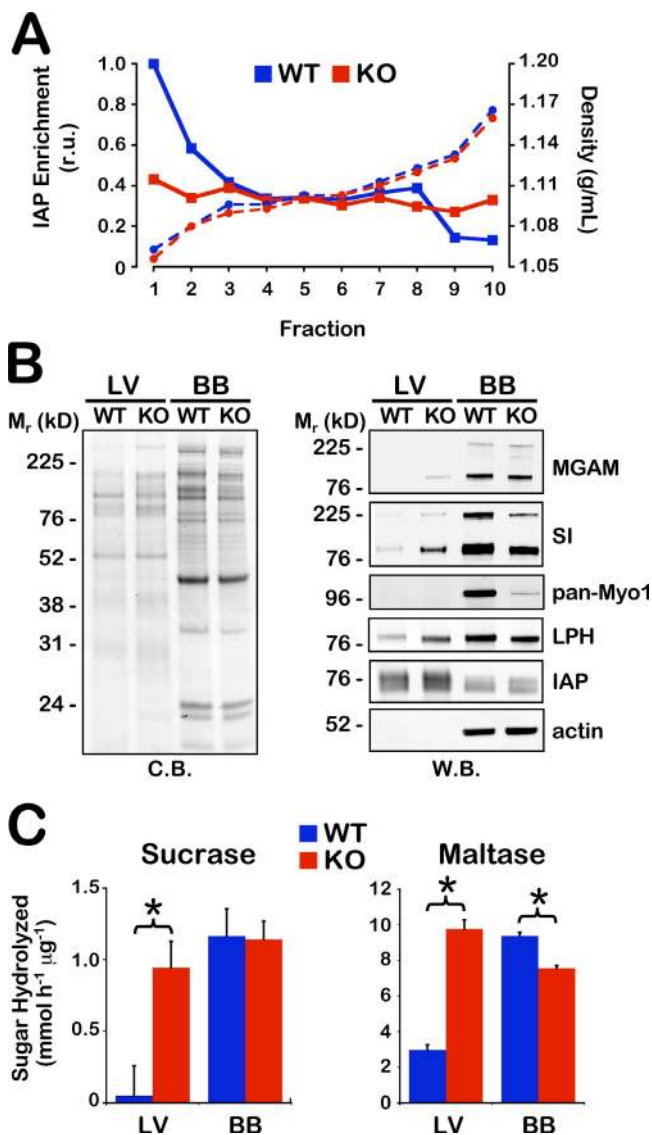 A
WT KO
IAP Enrichment
(r.u.)
1.0
0.8
0.6
0.4
0.2
0
1.20
1.17
1.14
1.11
1.08
1.05
Density (g/mL)
1 2 3 4 5 6 7 8 9 10
Fraction
B
LV BB
Mr (kD) WT KO WT KO
225 -
76 -
52 -
38 -
31 -
24 -
C.B.
LV BB
Mr (kD) WT KO WT KO
225 -
76 -
MGAM
225 -
76 -
SI
96 -
pan-Myo1
76 -
LPH
76 -
IAP
52 -
actin
W.B.
C
WT
KO
Sucrase
Maltase
Sugar Hydrolyzed
(mmol h-1 μg-1)
1.5
1.0
0.5
0
*
LV BB
12
10
8
6
4
2
0
* *
LV BB